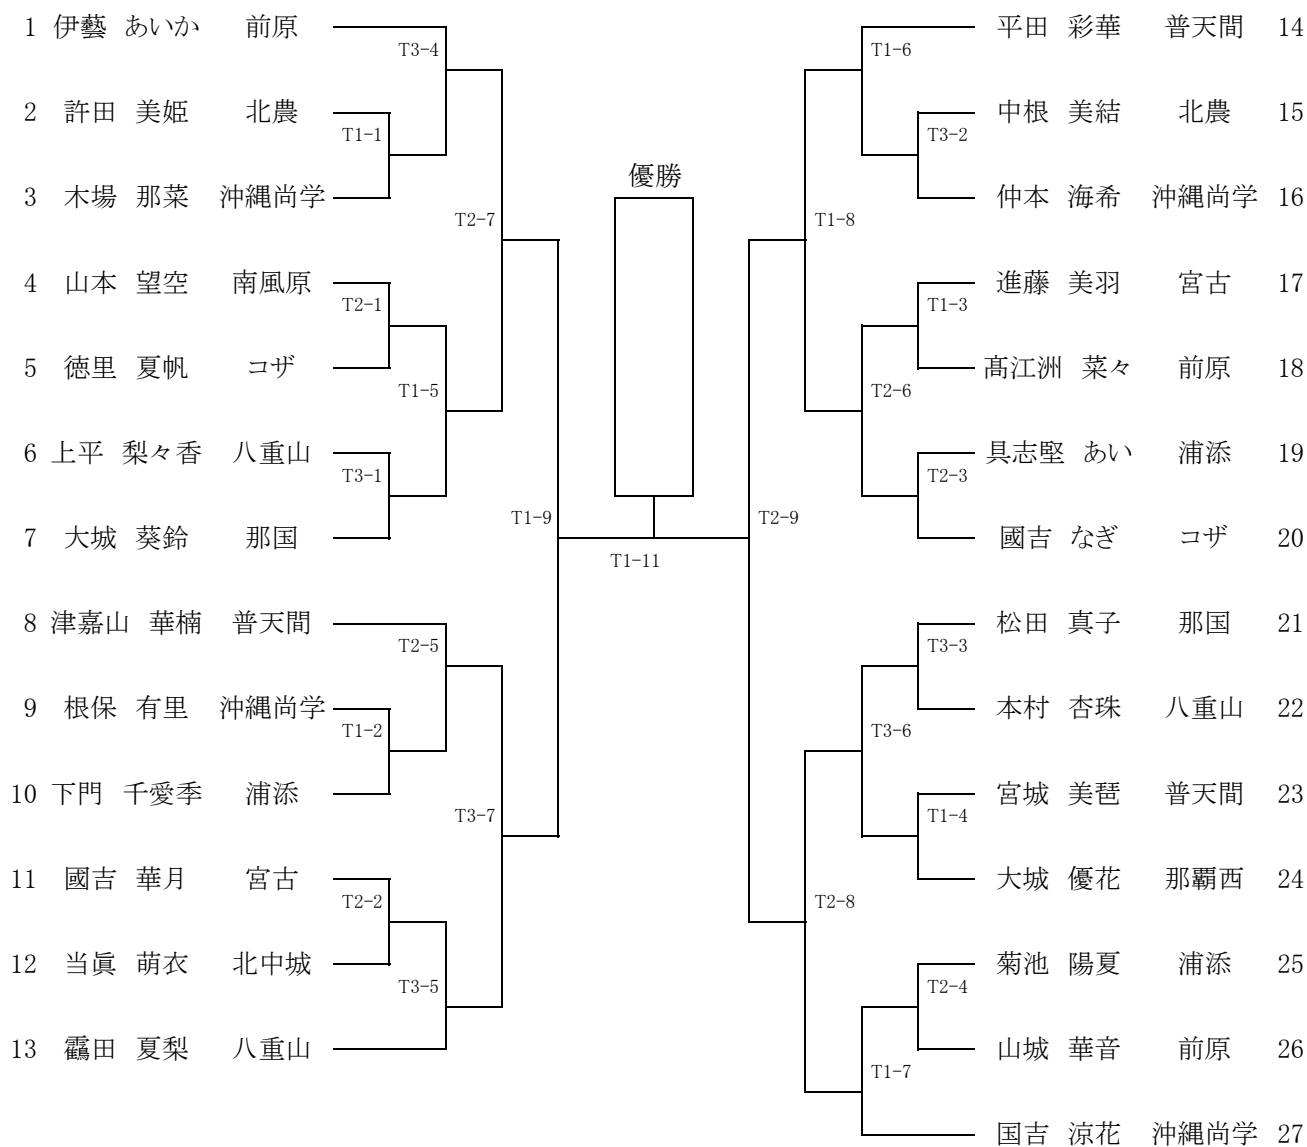 1 伊藝 あいか 前原
T3-4
2 許田 美姫 北農
T1-1
3 木場 那菜 沖縄尚学
T2-7
4 山本 望空 南風原
T2-1
5 徳里 夏帆 コザ
T1-5
6 上平 梨々香 八重山
T3-1
T1-9
7 大城 葵鈴 那国
8 津嘉山 華楠 普天間
T2-5
9 根保 有里 沖縄尚学
T1-2
10 下門 千愛季 浦添
T3-7
11 國吉 華月 宮古
T2-2
12 当眞 萌衣 北中城
T3-5
13 靏田 夏梨 八重山
優勝
T1-11
平田 彩華 普天間 14
T1-6
中根 美結 北農 15
T3-2
仲本 海希 沖縄尚学 16
T1-8
進藤 美羽 宮古 17
T1-3
髙江洲 菜々 前原 18
T2-6
具志堅 あい 浦添 19
T2-3
T2-9
國吉 なぎ コザ 20
松田 真子 那国 21
T3-3
本村 杏珠 八重山 22
T3-6
宮城 美琶 普天間 23
T1-4
大城 優花 那覇西 24
T2-8
菊池 陽夏 浦添 25
T2-4
山城 華音 前原 26
T1-7
国吉 涼花 沖縄尚学 27